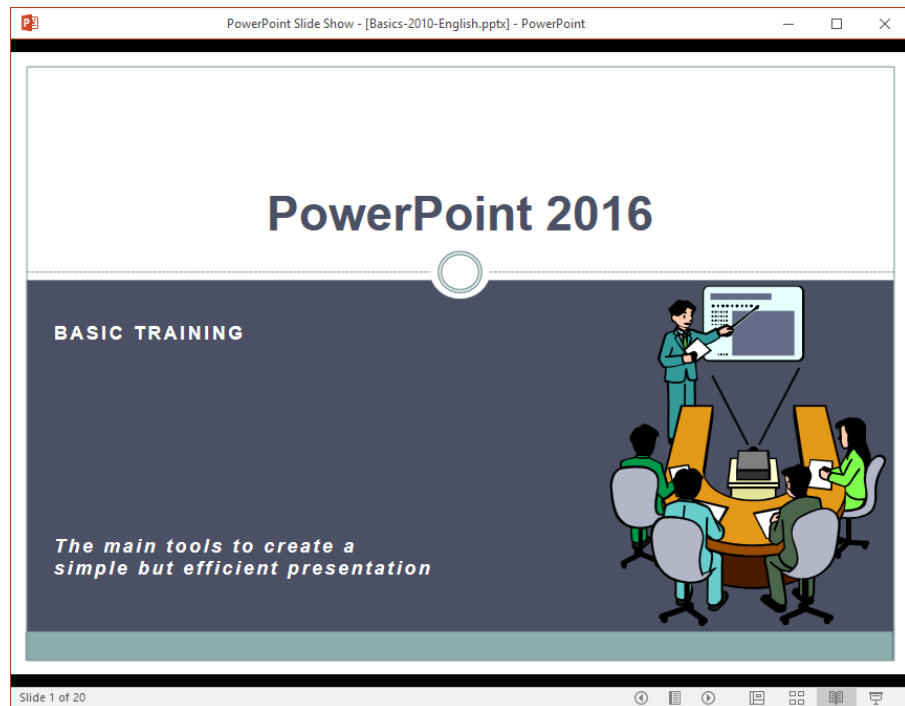 PowerPoint Slide Show - [Basics-2010-English.pptx] - PowerPoint
PowerPoint 2016
BASIC TRAINING
The main tools to create a
simple but efficient presentation
Slide 1 of 20